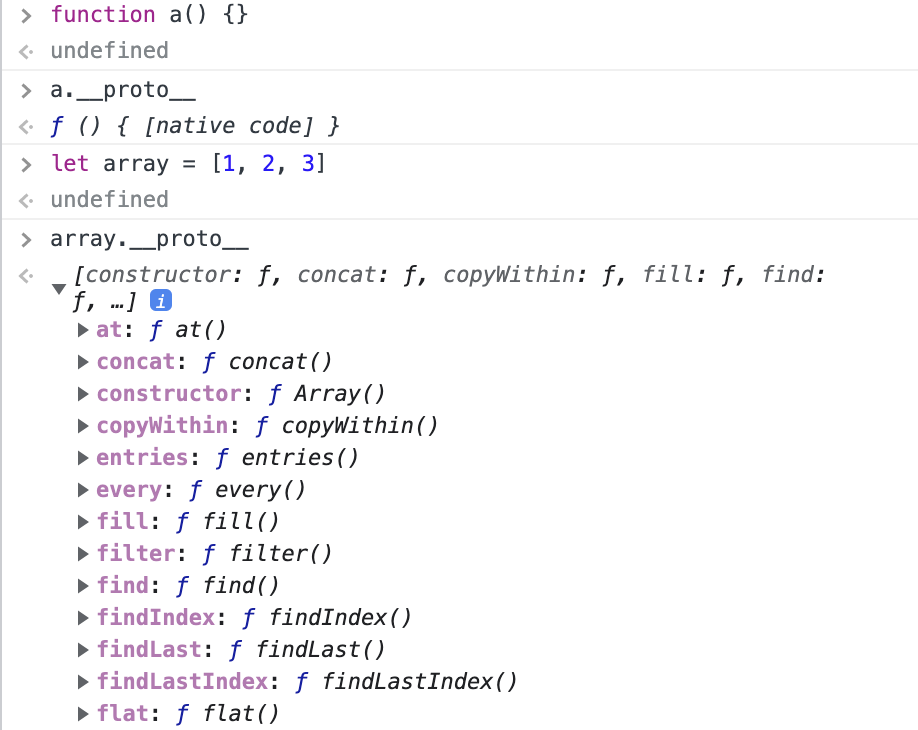 > function a() {}
<· undefined
> a.__proto__
<· ƒ () { [native code] }
> let array = [1, 2, 3]
<· undefined
> array.__proto__
<· [constructor: ƒ, concat: ƒ, copyWithin: ƒ, fill: ƒ, find:
▼ ƒ, …] i
▶ at: ƒ at()
▶ concat: ƒ concat()
▶ constructor: ƒ Array()
▶ copyWithin: ƒ copyWithin()
▶ entries: ƒ entries()
▶ every: ƒ every()
▶ fill: ƒ fill()
▶ filter: ƒ filter()
▶ find: ƒ find()
▶ findIndex: ƒ findIndex()
▶ findLast: ƒ findLast()
▶ findLastIndex: ƒ findLastIndex()
▶ flat: ƒ flat()